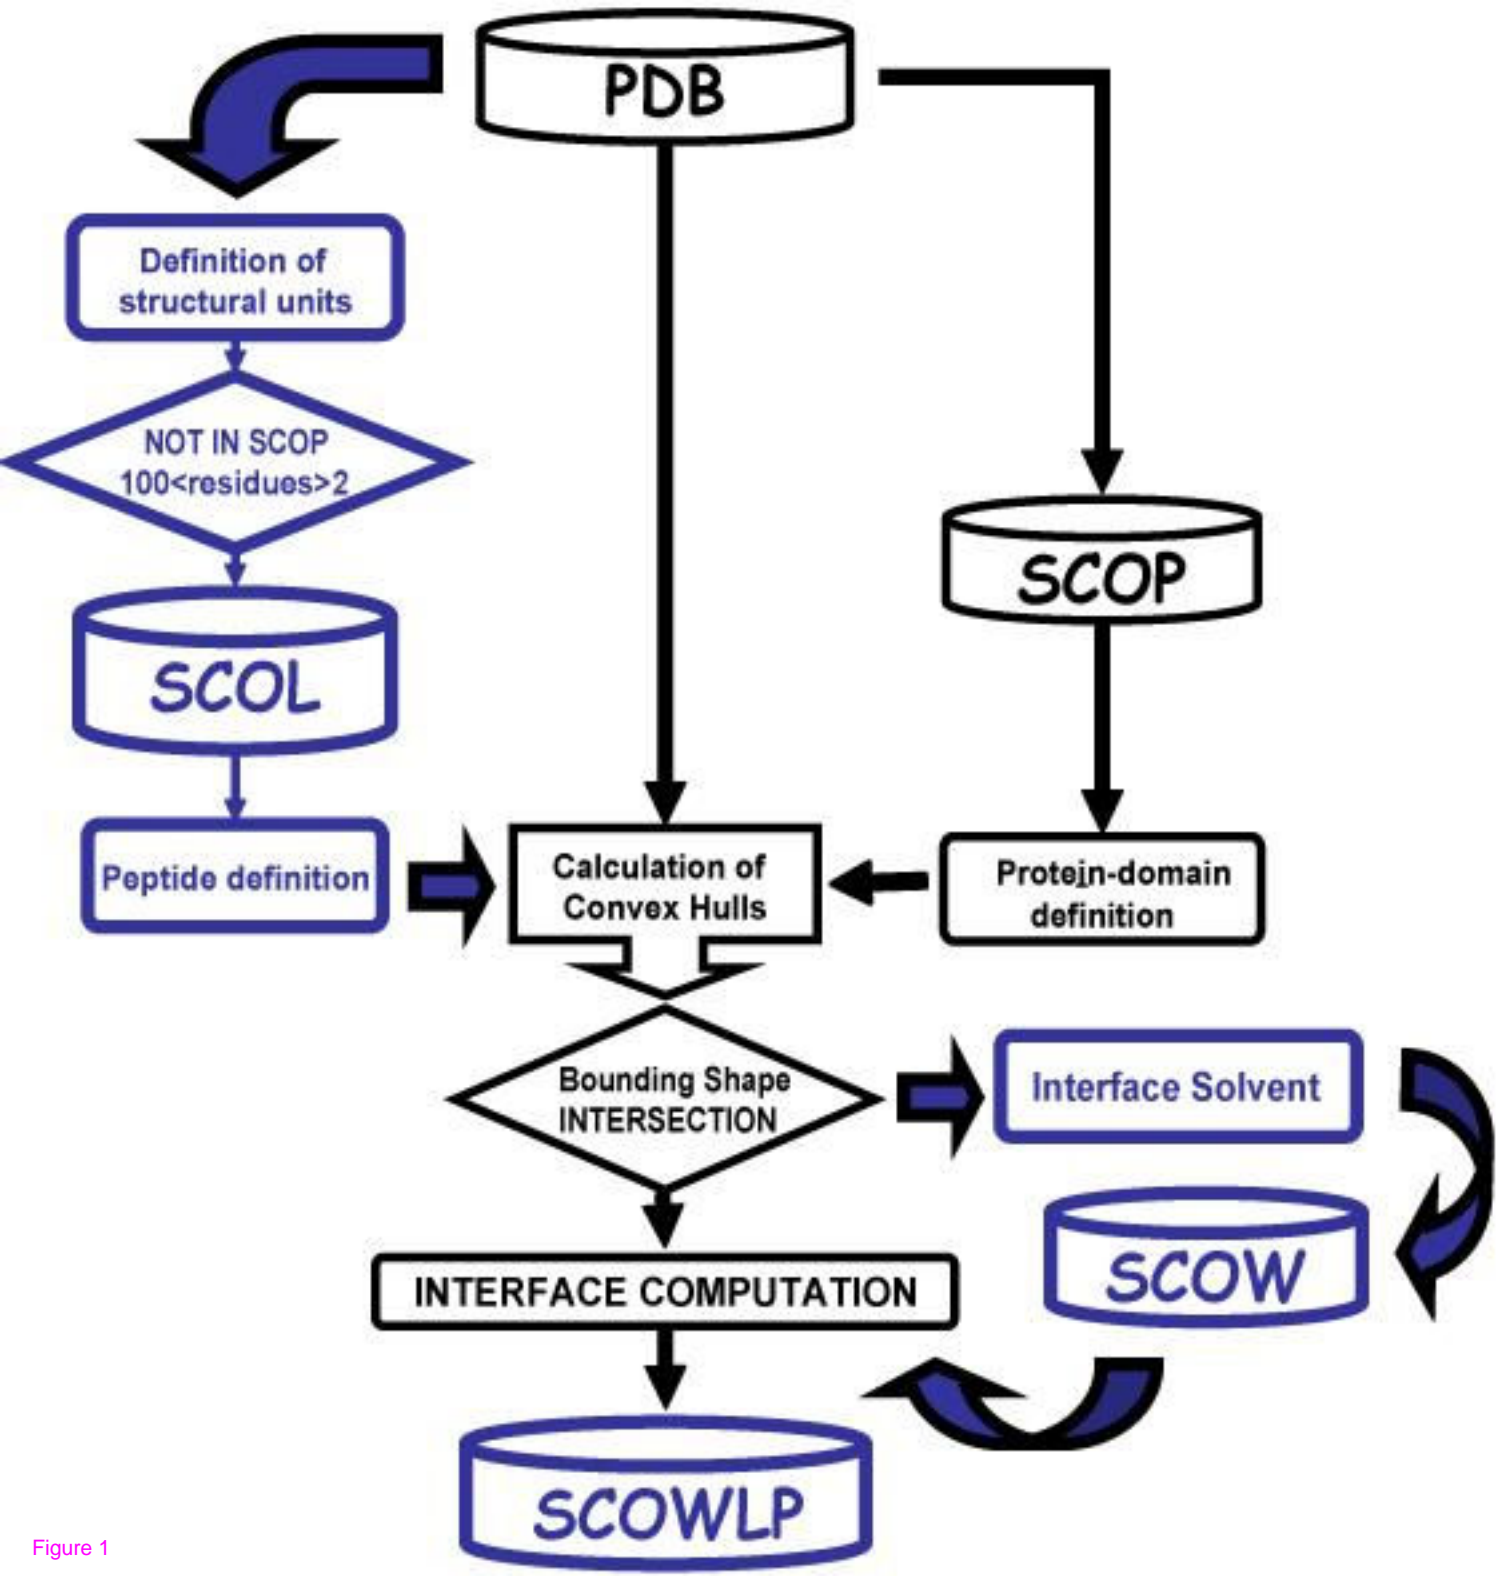 PDB
Definition of
structural units
NOT IN SCOP
100<residues>2
SCOP
SCOL
Peptide definition
Calculation of
Convex Hulls
Protein-domain
definition
Bounding Shape
INTERSECTION
Interface Solvent
SCOW
INTERFACE COMPUTATION
SCOWLP
Figure 1